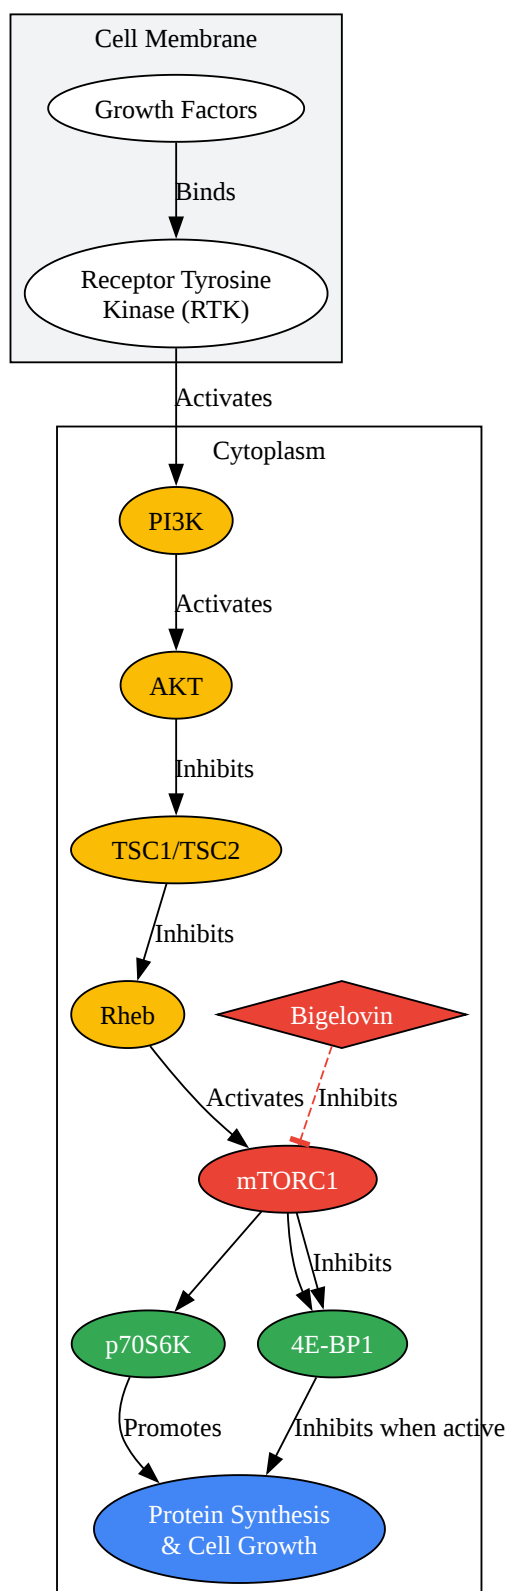 Cell Membrane
Growth Factors
Binds
Receptor Tyrosine
Kinase (RTK)
Activates
Cytoplasm
PI3K
Activates
AKT
Inhibits
TSC1/TSC2
Inhibits
Rheb
Bigelovin
Activates
Inhibits
mTORC1
Inhibits
p70S6K
4E-BP1
Promotes
Inhibits when active
Protein Synthesis
& Cell Growth